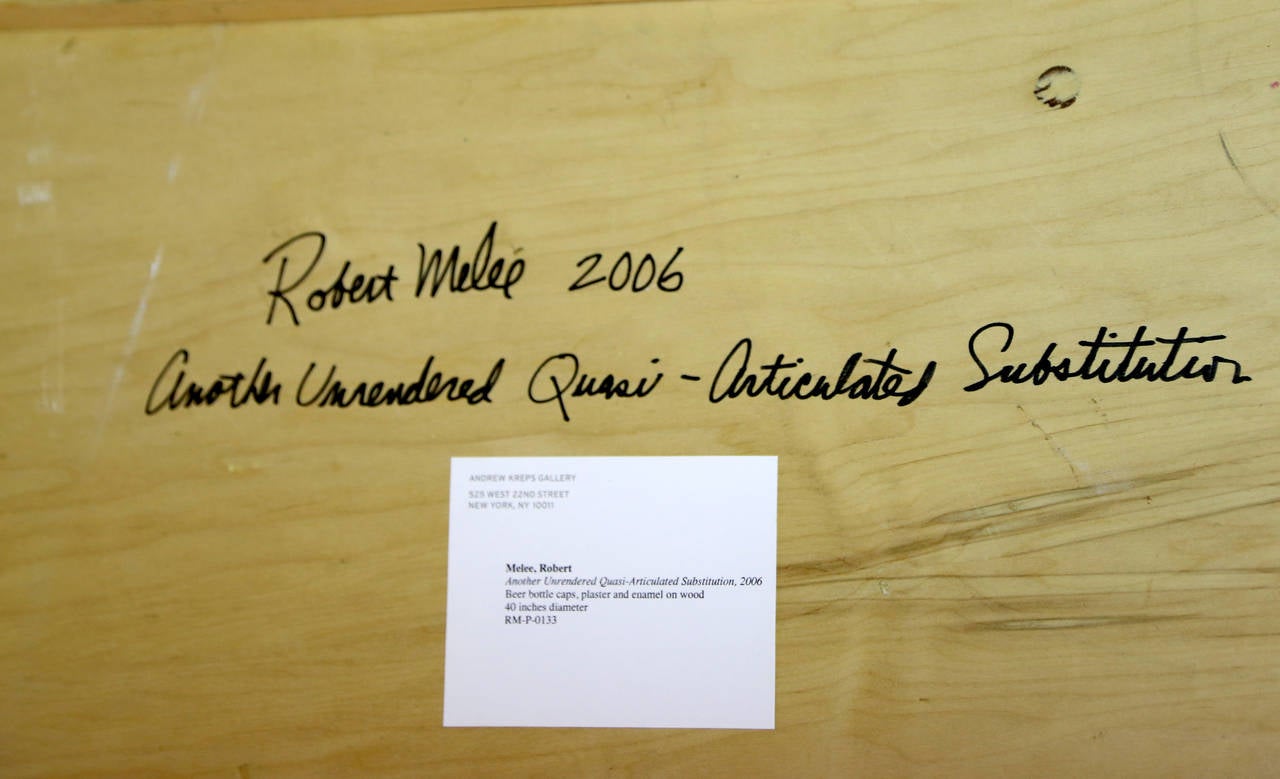 Robert Melee 2006
Another Unrendered Quasi-Articulated Substitution
ANDREW KREPS GALLERY
525 WEST 22ND STREET
NEW YORK, NY 10011
Melee, Robert
Another Unrendered Quasi-Articulated Substitution, 2006
Beer bottle caps, plaster and enamel on wood
40 inches diameter
RM-P-0133